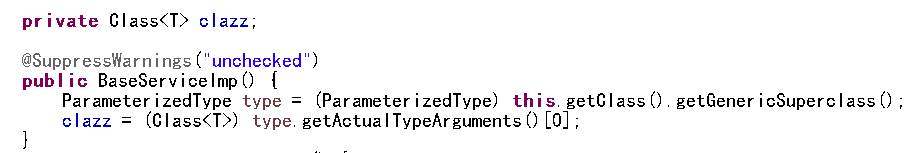 private Class<T> clazz;
@SuppressWarnings("unchecked")
public BaseServiceImp() {
ParameterizedType type = (ParameterizedType) this.getClass().getGenericSuperclass();
clazz = (Class<T>) type.getActualTypeArguments()[0];
}